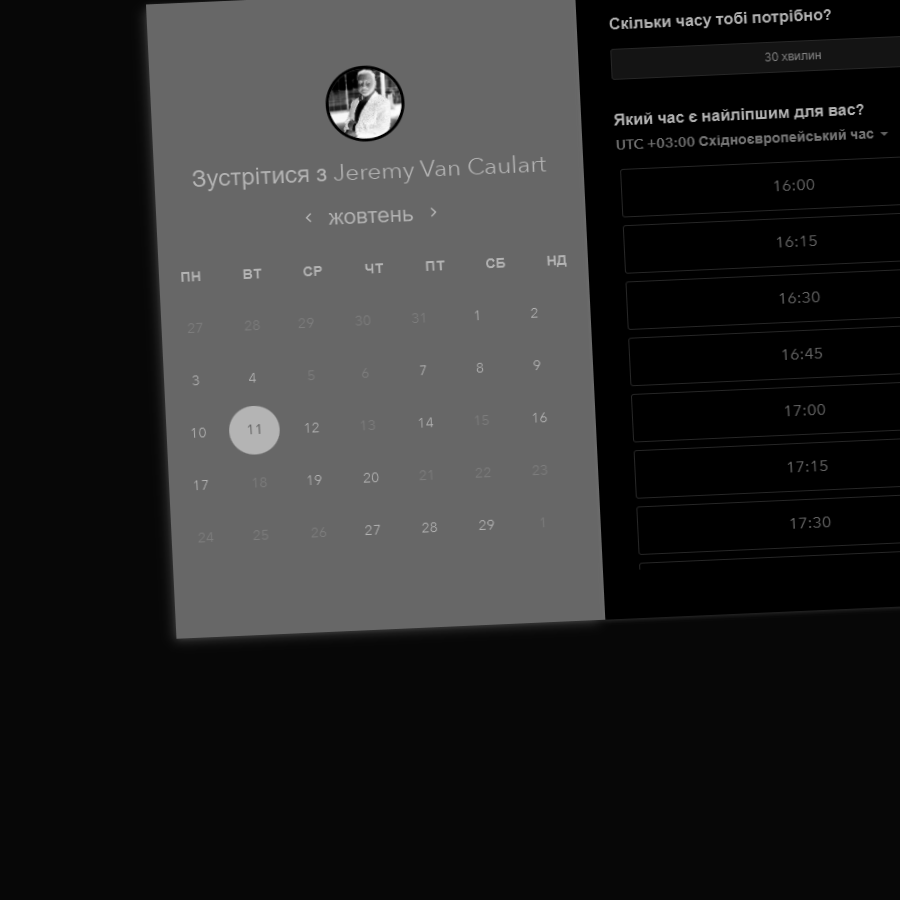 Зустрітися з Jeremy Van Caulart
жовтень
ПН ВТ СР ЧТ ПТ СБ НД
27 28 29 30 31 1 2
3 4 5 6 7 8 9
10 11 12 13 14 15 16
17 18 19 20 21 22 23
24 25 26 27 28 29 1
Скільки часу тобі потрібно?
30 хвилин
Який час є найліпшим для вас?
UTC +03:00 Східноєвропейський час
16:00
16:15
16:30
16:45
17:00
17:15
17:30